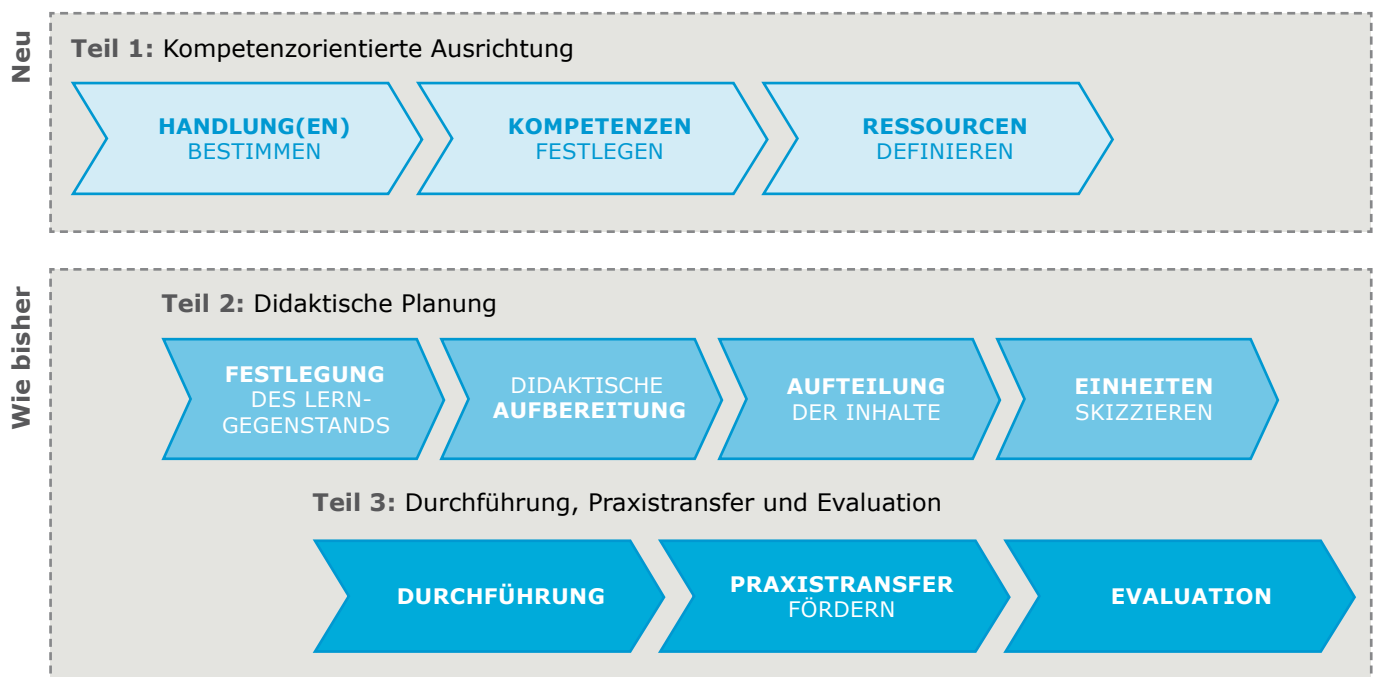 Neu
Teil 1: Kompetenzorientierte Ausrichtung
HANDLUNG(EN)
BESTIMMEN
KOMPETENZEN
FESTLEGEN
RESSOURCEN
DEFINIEREN
Wie bisher
Teil 2: Didaktische Planung
FESTLEGUNG
DES LERN-
GEGENSTANDS
DIDAKTISCHE
AUFBEREITUNG
AUFTEILUNG
DER INHALTE
EINHEITEN
SKIZZIEREN
Teil 3: Durchführung, Praxistransfer und Evaluation
DURCHFÜHRUNG
PRAXISTRANSFER
FÖRDERN
EVALUATION